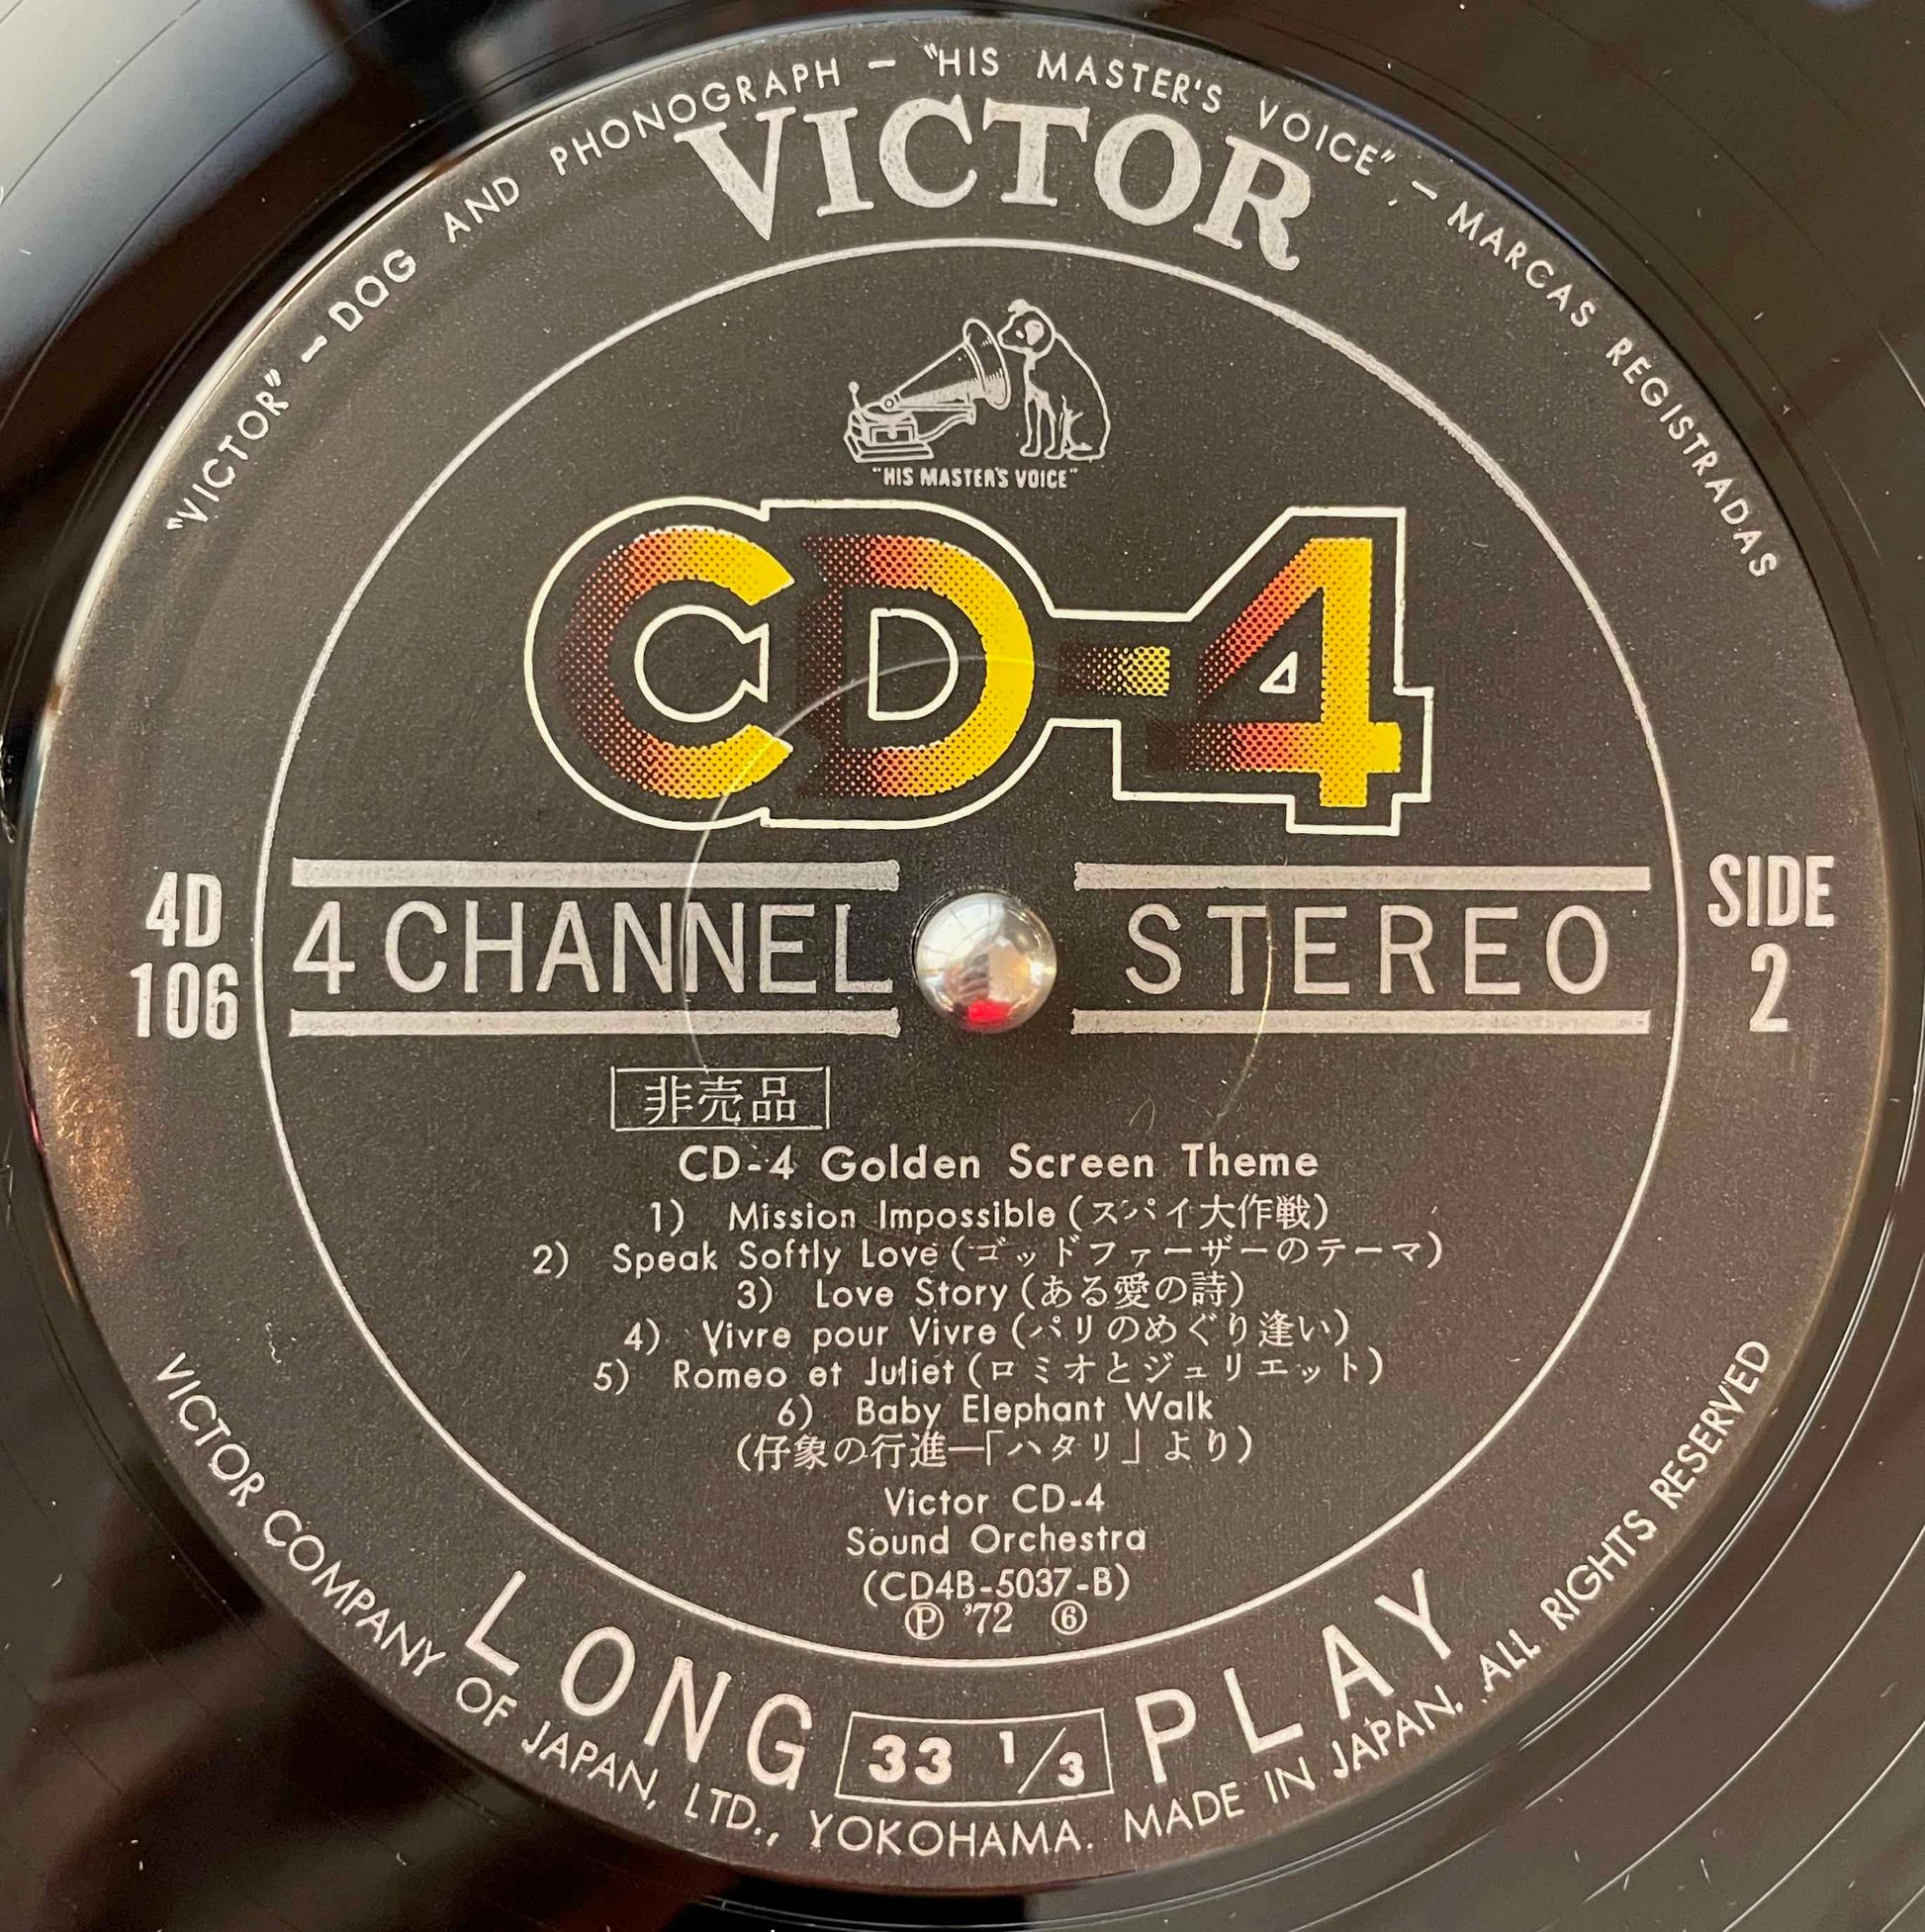 "VICTOR" – DOG AND PHONOGRAPH – "HIS MASTER'S VOICE" – MARCAS REGISTRADAS
VICTOR
"HIS MASTER'S VOICE"
CD-4
4D
106
4 CHANNEL STEREO
SIDE
2
非売品
CD-4 Golden Screen Theme
1) Mission Impossible (スパイ大作戦)
2) Speak Softly Love (ゴッドファーザーのテーマ)
3) Love Story (ある愛の詩)
4) Vivre pour Vivre (パリのめぐり逢い)
5) Romeo et Juliet (ロミオとジュリエット)
6) Baby Elephant Walk
(仔象の行進—「ハタリ」より)
Victor CD-4
Sound Orchestra
(CD4B-5037-B)
Ⓟ '72 ⑥
LONG 33 1/3 PLAY
VICTOR COMPANY OF JAPAN, LTD., YOKOHAMA. MADE IN JAPAN. ALL RIGHTS RESERVED